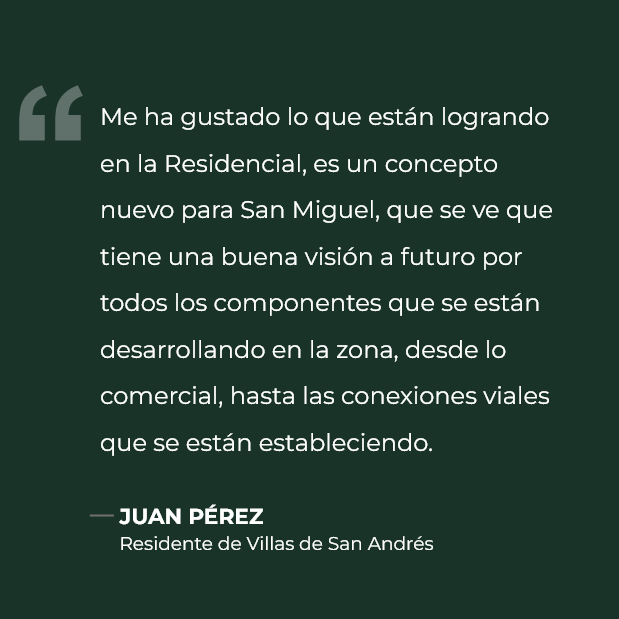 “
Me ha gustado lo que están logrando
en la Residencial, es un concepto
nuevo para San Miguel, que se ve que
tiene una buena visión a futuro por
todos los componentes que se están
desarrollando en la zona, desde lo
comercial, hasta las conexiones viales
que se están estableciendo.
— JUAN PÉREZ
Residente de Villas de San Andrés